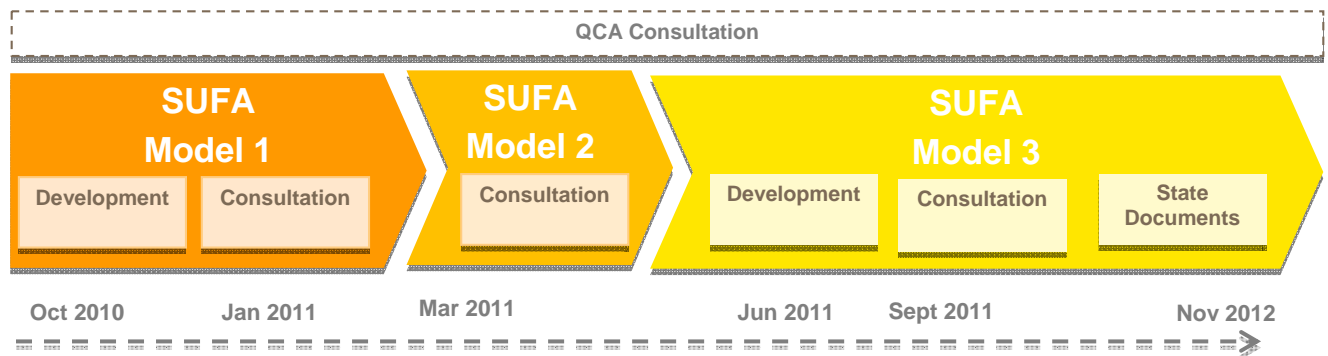 QCA Consultation
SUFA
Model 1
Development
Consultation
SUFA
Model 2
Consultation
SUFA
Model 3
Development
Consultation
State
Documents
Oct 2010
Jan 2011
Mar 2011
Jun 2011
Sept 2011
Nov 2012